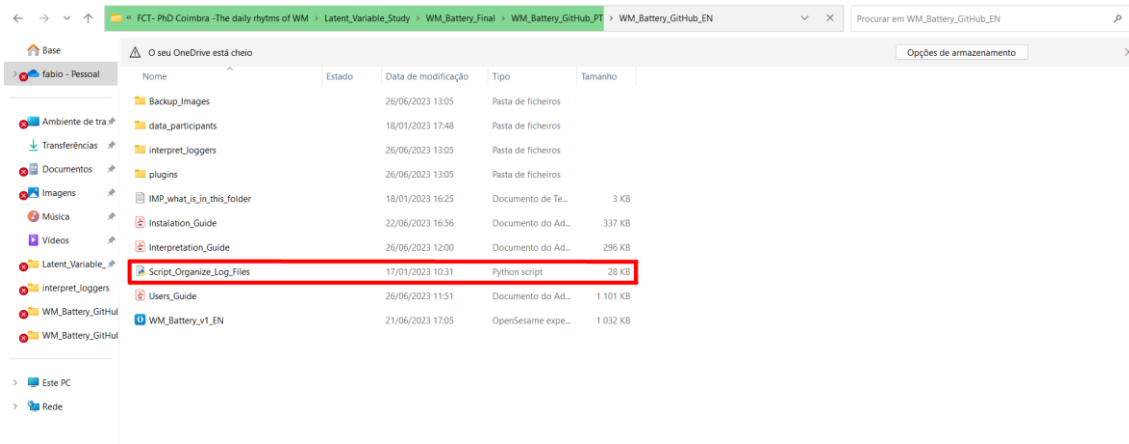 « FCT- PhD Coimbra -The daily rhytms of WM › Latent_Variable_Study › WM_Battery_Final › WM_Battery_GitHub_PT › WM_Battery_GitHub_EN
Procurar em WM_Battery_GitHub_EN
Base
fabio - Pessoal
Ambiente de tra
Transferências
Documentos
Imagens
Música
Vídeos
Latent_Variable_
interpret_loggers
WM_Battery_GitHul
WM_Battery_GitHul
Este PC
Rede
O seu OneDrive está cheio
Opções de armazenamento
Nome Estado Data de modificação Tipo Tamanho
Backup_Images 26/06/2023 13:05 Pasta de ficheiros
data_participants 18/01/2023 17:48 Pasta de ficheiros
interpret_loggers 26/06/2023 13:05 Pasta de ficheiros
plugins 26/06/2023 13:05 Pasta de ficheiros
IMP_what_is_in_this_folder 18/01/2023 16:25 Documento de Te... 3 KB
Instalation_Guide 22/06/2023 16:56 Documento do Ad... 337 KB
Interpretation_Guide 26/06/2023 12:00 Documento do Ad... 296 KB
Script_Organize_Log_Files 17/01/2023 10:31 Python script 28 KB
Users_Guide 26/06/2023 11:51 Documento do Ad... 1 101 KB
WM_Battery_v1_EN 21/06/2023 17:05 OpenSesame expe... 1 032 KB